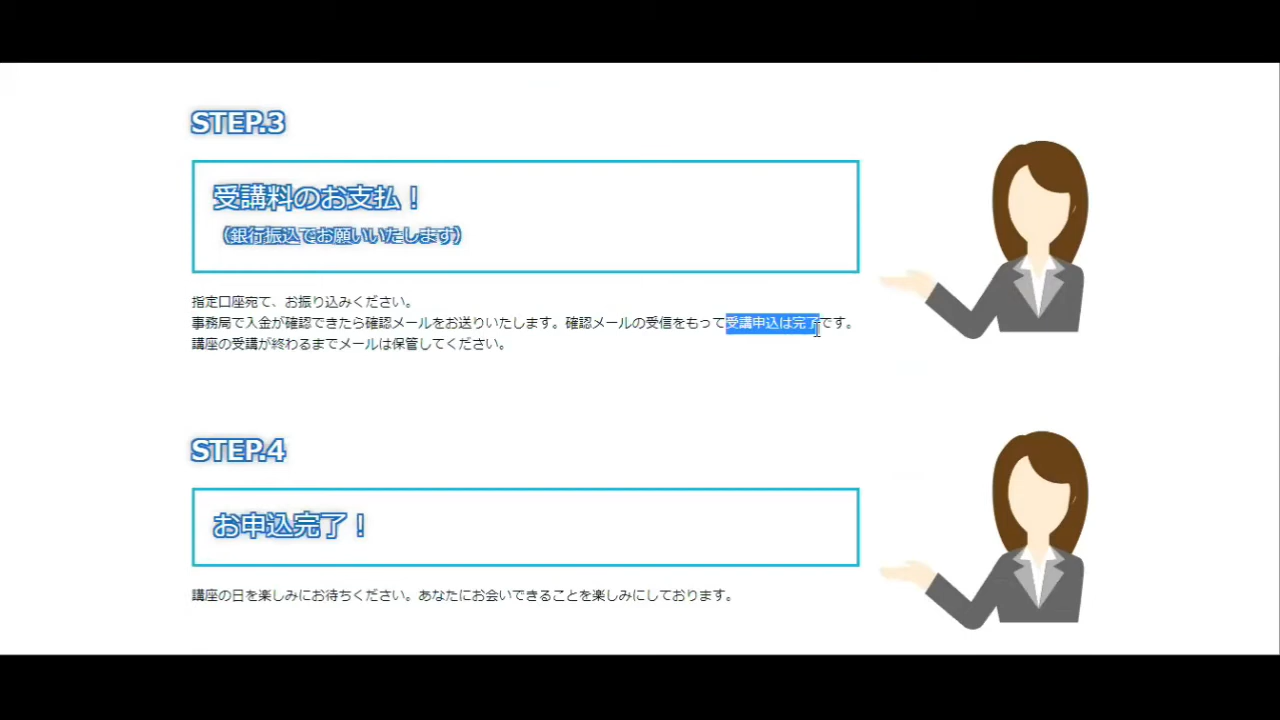 STEP.3
受講料のお支払！
（銀行振込でお願いいたします）
指定口座宛て、お振り込みください。
事務局で入金が確認できたら確認メールをお送りいたします。確認メールの受信をもって受講申込は完了です。
講座の受講が終わるまでメールは保管してください。
STEP.4
お申込完了！
講座の日を楽しみにお待ちください。あなたにお会いできることを楽しみにしております。